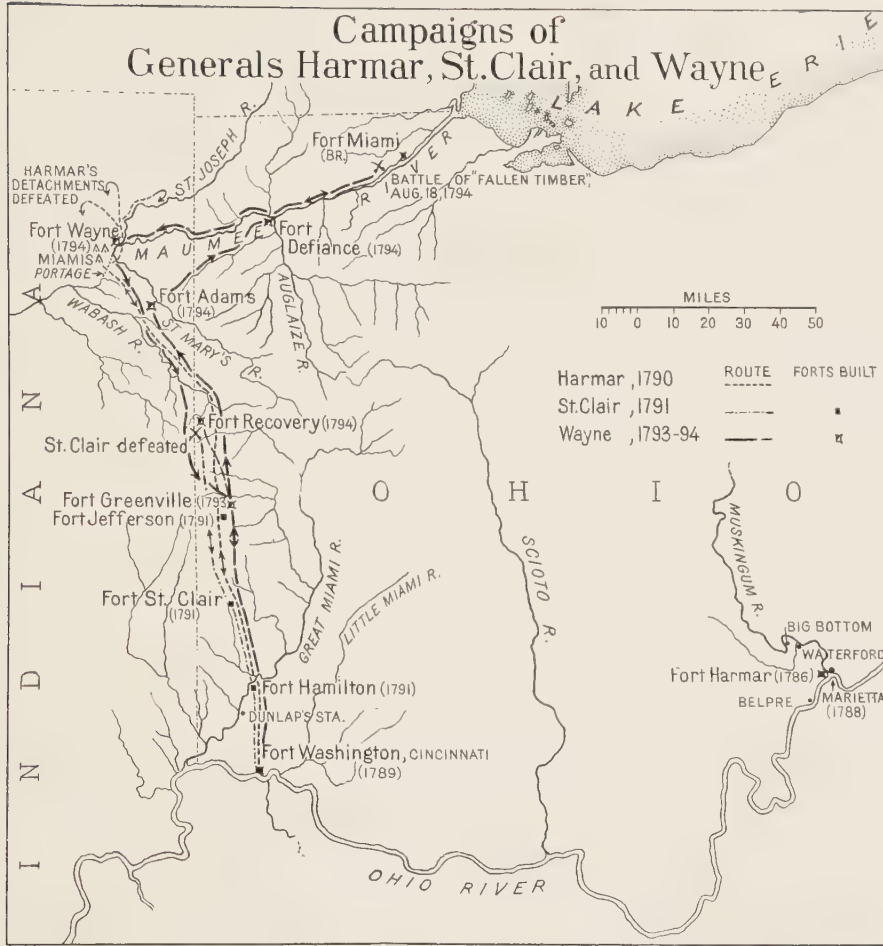 Campaigns of
Generals Harmar, St. Clair, and Wayne
LAKE ERIE
Fort Miami
(BR.)
HARMAR'S
DETACHMENTS
DEFEATED
ST. JOSEPH R.
MAUMEE RIVER
BATTLE OF "FALLEN TIMBER",
AUG. 18, 1794
Fort Wayne
(1794)
MIAMIS
PORTAGE
Fort
Defiance (1794)
Fort Adams
(1794)
WABASH R.
ST MARY'S R.
AUGLAIZE R.
MILES
10 0 10 20 30 40 50
ROUTE FORTS BUILT
Harmar, 1790
St. Clair, 1791
Wayne, 1793-94
Fort Recovery (1794)
St. Clair defeated
Fort Greenville (1793
Fort Jefferson (1791)
INDIANA
OHIO
Fort St. Clair
(1791)
GREAT MIAMI R.
LITTLE MIAMI R.
SCIOTO R.
MUSKINGUM R.
BIG BOTTOM
WATERFORD
Fort Harmar (1786)
BELPRE
MARIETTA
(1788)
Fort Hamilton (1791)
DUNLAP'S STA.
Fort Washington, CINCINNATI
(1789)
OHIO RIVER